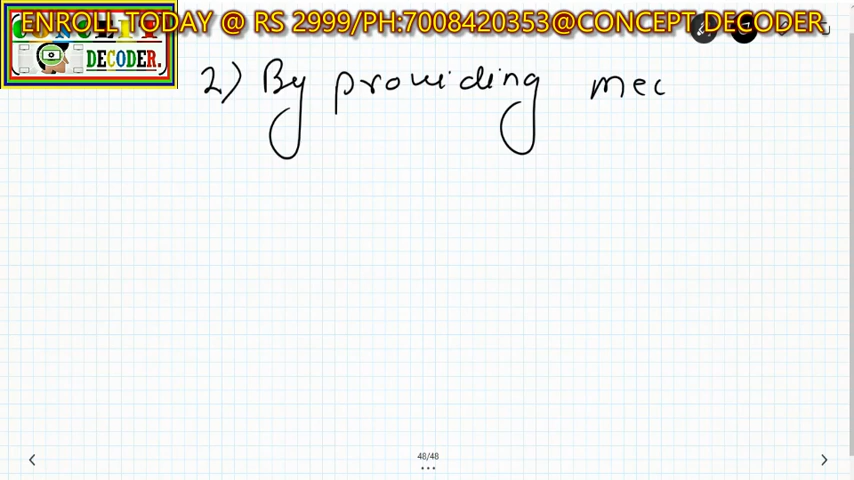 ENROLL TODAY @ RS 2999/PH:7008420353@CONCEPT DECODER.
DECODER.
2) By providing mec
48/48